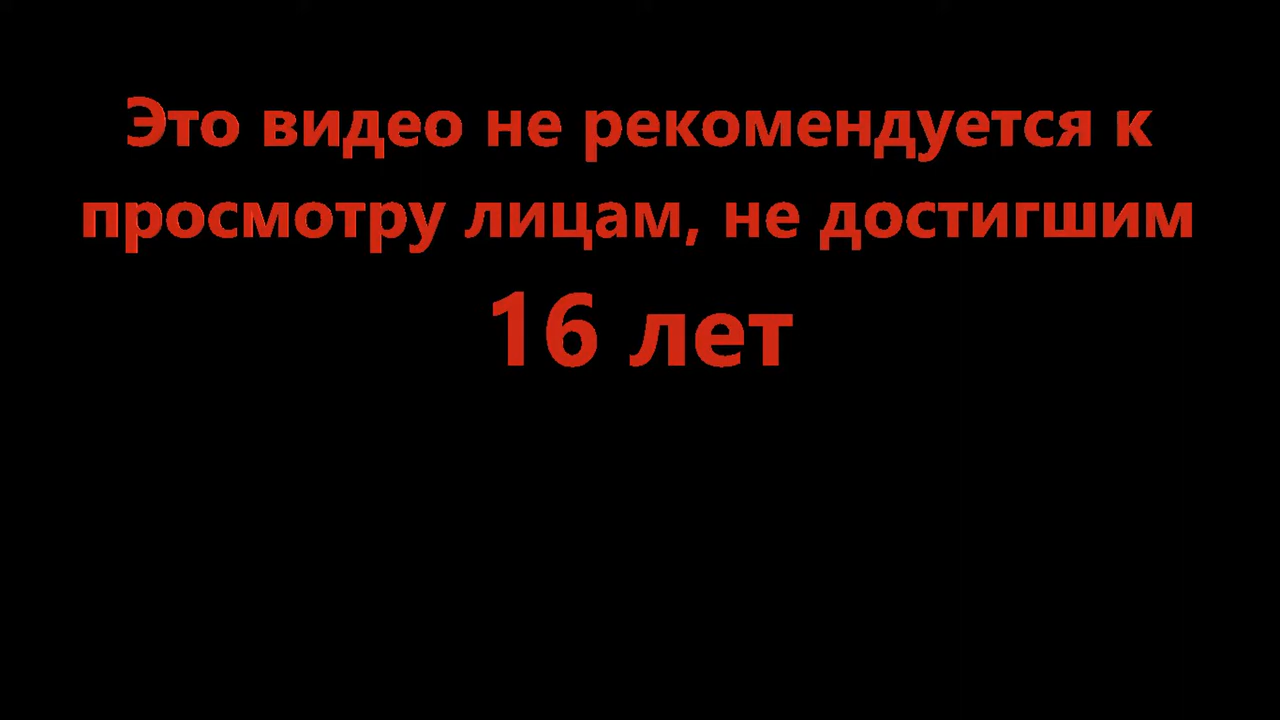 Это видео не рекомендуется к
просмотру лицам, не достигшим
16 лет